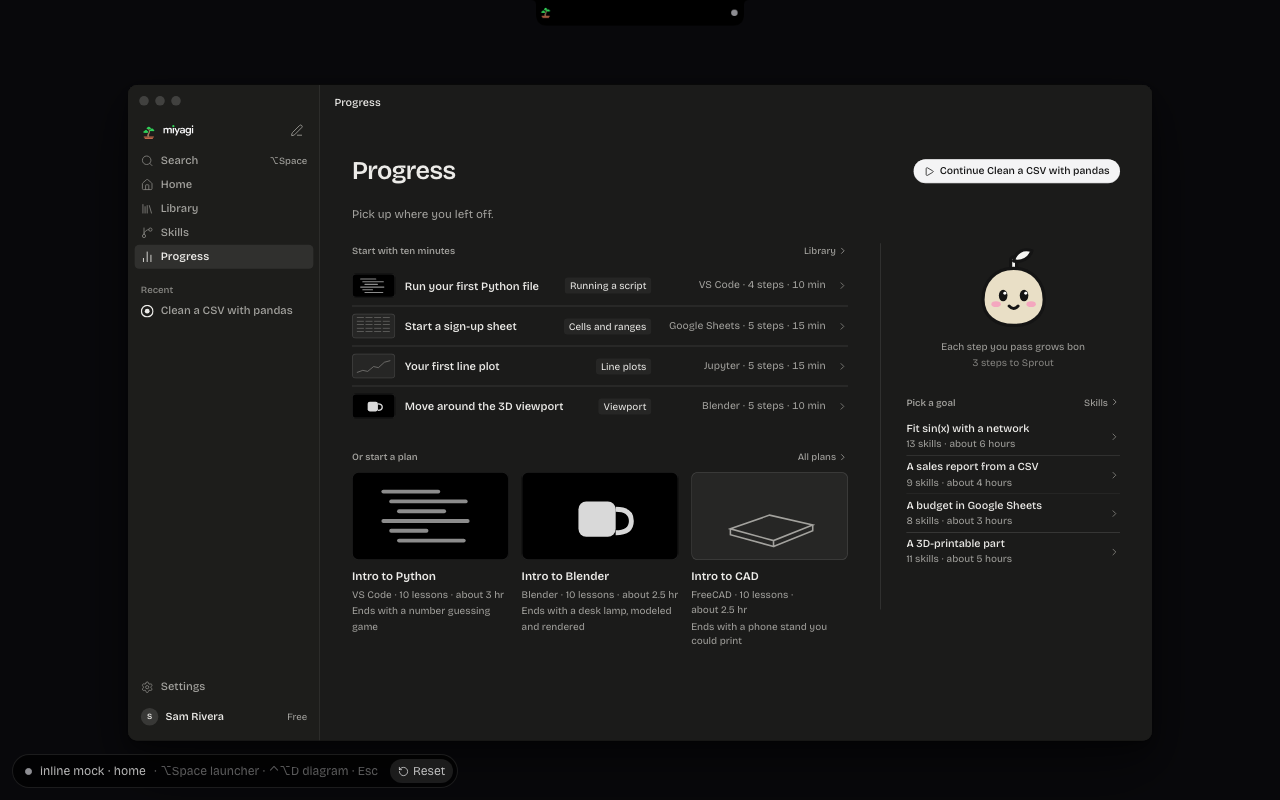 miyagi
Search ⌥Space
Home
Library
Skills
Progress
Recent
Clean a CSV with pandas
Settings
S Sam Rivera Free
Progress
Progress
Continue Clean a CSV with pandas
Pick up where you left off.
Start with ten minutes Library
Run your first Python file Running a script VS Code · 4 steps · 10 min
Start a sign-up sheet Cells and ranges Google Sheets · 5 steps · 15 min
Your first line plot Line plots Jupyter · 5 steps · 15 min
Move around the 3D viewport Viewport Blender · 5 steps · 10 min
Or start a plan All plans
Intro to Python
VS Code · 10 lessons · about 3 hr
Ends with a number guessing
game
Intro to Blender
Blender · 10 lessons · about 2.5 hr
Ends with a desk lamp, modeled
and rendered
Intro to CAD
FreeCAD · 10 lessons ·
about 2.5 hr
Ends with a phone stand you
could print
Each step you pass grows bon
3 steps to Sprout
Pick a goal Skills
Fit sin(x) with a network
13 skills · about 6 hours
A sales report from a CSV
9 skills · about 4 hours
A budget in Google Sheets
8 skills · about 3 hours
A 3D-printable part
11 skills · about 5 hours
inline mock · home · ⌥Space launcher · ^⌥D diagram · Esc Reset